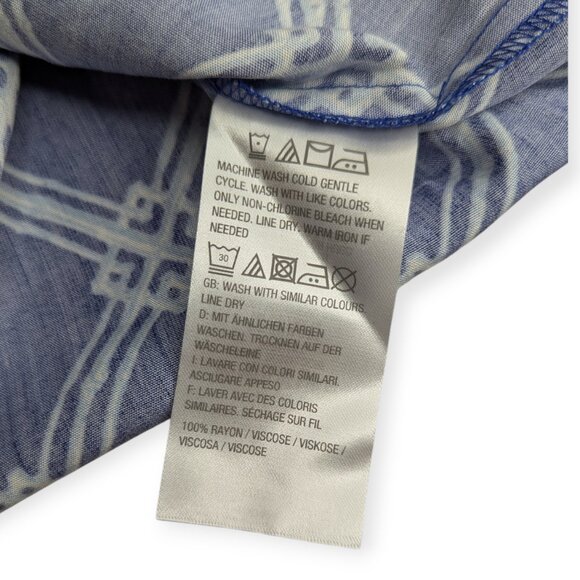 MACHINE WASH COLD GENTLE
CYCLE. WASH WITH LIKE COLORS.
ONLY NON-CHLORINE BLEACH WHEN
NEEDED. LINE DRY. WARM IRON IF
NEEDED
30
GB: WASH WITH SIMILAR COLOURS
LINE DRY
D: MIT ÄHNLICHEN FARBEN
WASCHEN. TROCKNEN AUF DER
WÄSCHELEINE
I: LAVARE CON COLORI SIMILARI.
ASCIUGARE APPESO
F: LAVER AVEC DES COLORIS
SIMILAIRES. SÉCHAGE SUR FIL
100% RAYON / VISCOSE / VISKOSE /
VISCOSA / VISCOSE